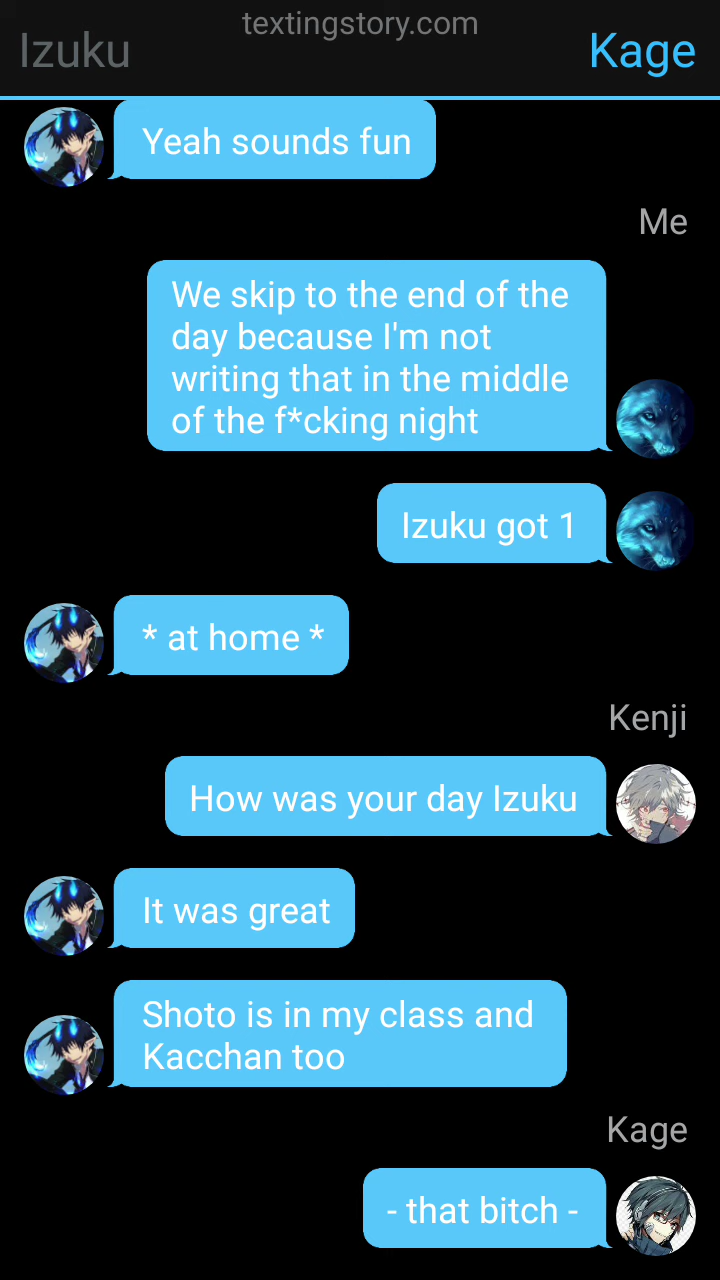 textingstory.com
Izuku
Kage
Yeah sounds fun
Me
We skip to the end of the
day because I'm not
writing that in the middle
of the f*cking night
Izuku got 1
* at home *
Kenji
How was your day Izuku
It was great
Shoto is in my class and
Kacchan too
Kage
- that bitch -